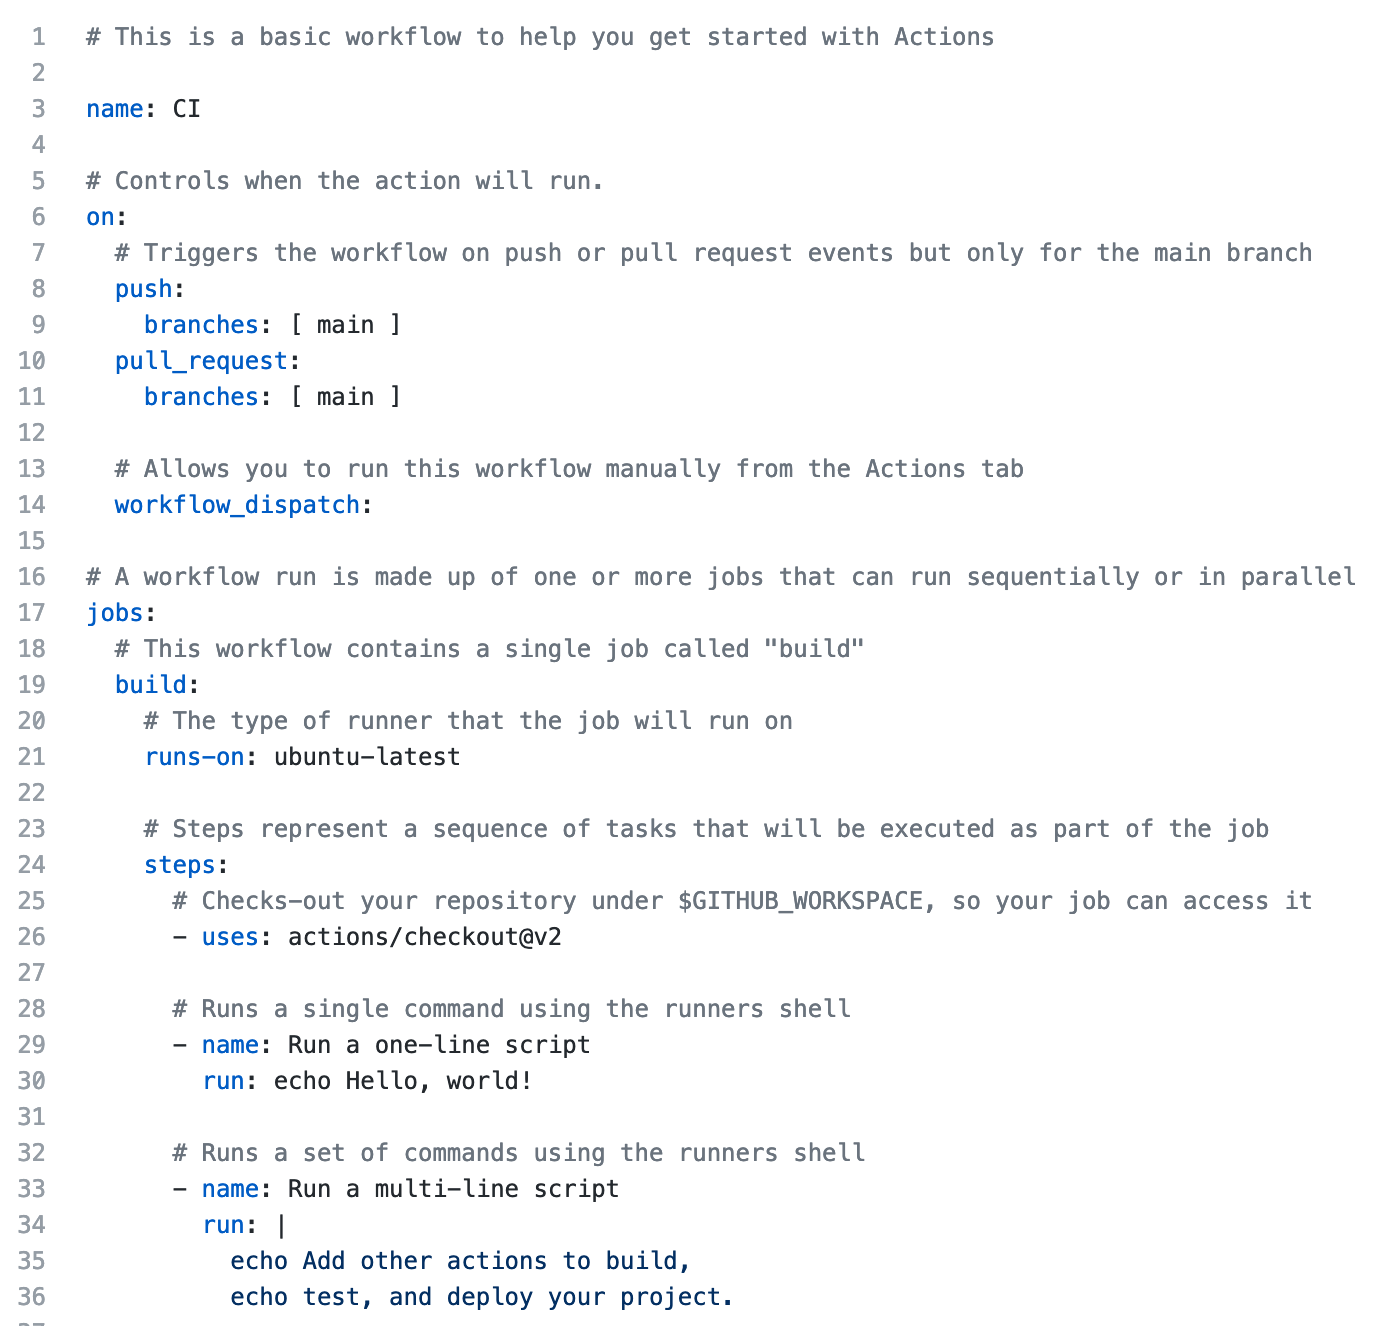 1 # This is a basic workflow to help you get started with Actions
2
3 name: CI
4
5 # Controls when the action will run.
6 on:
7   # Triggers the workflow on push or pull request events but only for the main branch
8   push:
9     branches: [ main ]
10   pull_request:
11     branches: [ main ]
12
13   # Allows you to run this workflow manually from the Actions tab
14   workflow_dispatch:
15
16 # A workflow run is made up of one or more jobs that can run sequentially or in parallel
17 jobs:
18   # This workflow contains a single job called "build"
19   build:
20     # The type of runner that the job will run on
21     runs-on: ubuntu-latest
22
23     # Steps represent a sequence of tasks that will be executed as part of the job
24     steps:
25       # Checks-out your repository under $GITHUB_WORKSPACE, so your job can access it
26       - uses: actions/checkout@v2
27
28       # Runs a single command using the runners shell
29       - name: Run a one-line script
30         run: echo Hello, world!
31
32       # Runs a set of commands using the runners shell
33       - name: Run a multi-line script
34         run: |
35           echo Add other actions to build,
36           echo test, and deploy your project.